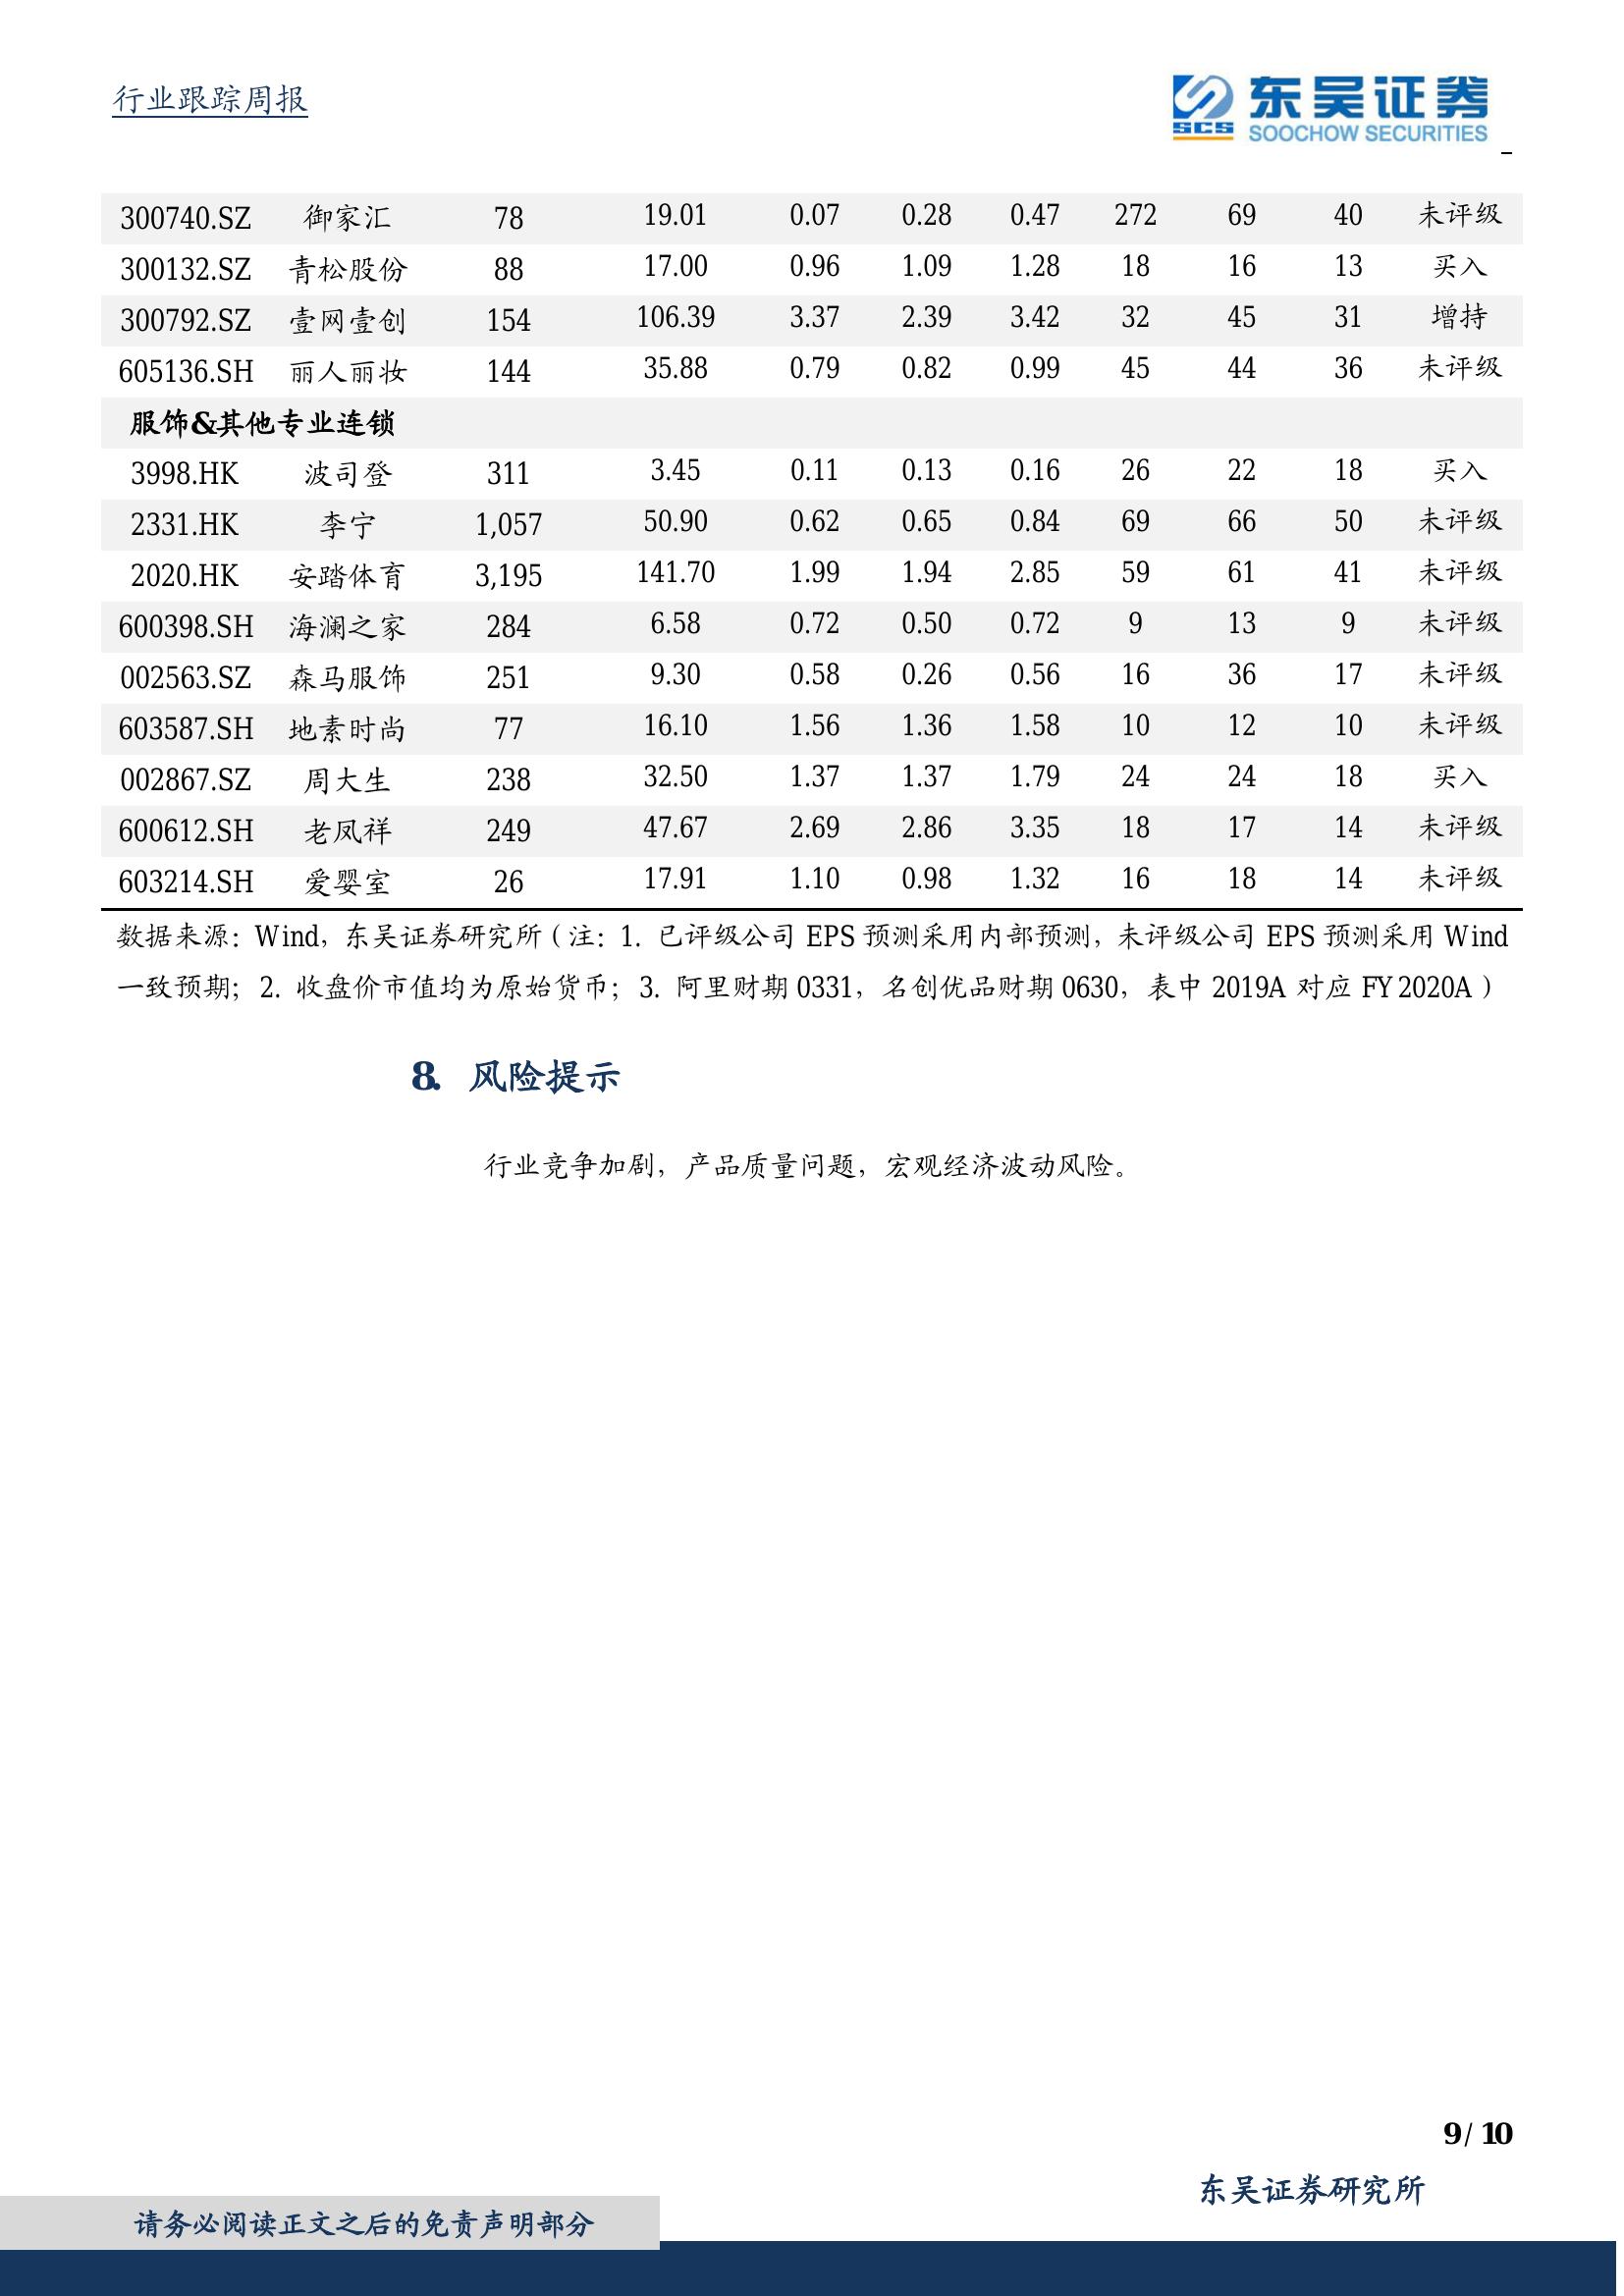 行业跟踪周报
东吴证券
SCS
SOOCHOW SECURITIES
300740.SZ 御家汇 78 19.01 0.07 0.28 0.47 272 69 40 未评级
300132.SZ 青松股份 88 17.00 0.96 1.09 1.28 18 16 13 买入
300792.SZ 壹网壹创 154 106.39 3.37 2.39 3.42 32 45 31 增持
605136.SH 丽人丽妆 144 35.88 0.79 0.82 0.99 45 44 36 未评级
服饰&其他专业连锁
3998.HK 波司登 311 3.45 0.11 0.13 0.16 26 22 18 买入
2331.HK 李宁 1,057 50.90 0.62 0.65 0.84 69 66 50 未评级
2020.HK 安踏体育 3,195 141.70 1.99 1.94 2.85 59 61 41 未评级
600398.SH 海澜之家 284 6.58 0.72 0.50 0.72 9 13 9 未评级
002563.SZ 森马服饰 251 9.30 0.58 0.26 0.56 16 36 17 未评级
603587.SH 地素时尚 77 16.10 1.56 1.36 1.58 10 12 10 未评级
002867.SZ 周大生 238 32.50 1.37 1.37 1.79 24 24 18 买入
600612.SH 老凤祥 249 47.67 2.69 2.86 3.35 18 17 14 未评级
603214.SH 爱婴室 26 17.91 1.10 0.98 1.32 16 18 14 未评级
数据来源：Wind，东吴证券研究所（注：1. 已评级公司 EPS 预测采用内部预测，未评级公司 EPS 预测采用 Wind
一致预期；2. 收盘价市值均为原始货币；3. 阿里财期 0331，名创优品财期 0630，表中 2019A 对应 FY2020A）
8. 风险提示
行业竞争加剧，产品质量问题，宏观经济波动风险。
9 / 10
东吴证券研究所
请务必阅读正文之后的免责声明部分